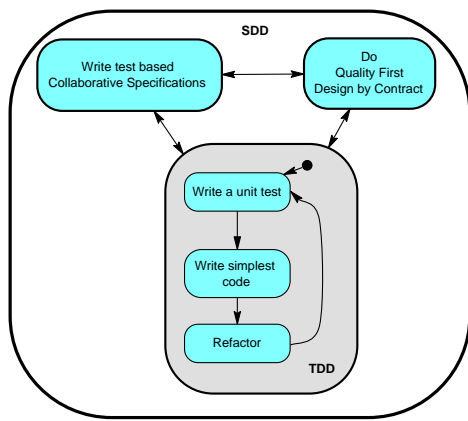 SDD
Write test based
Collaborative Specifications
Do
Quality First
Design by Contract
Write a unit test
Write simplest
code
Refactor
TDD